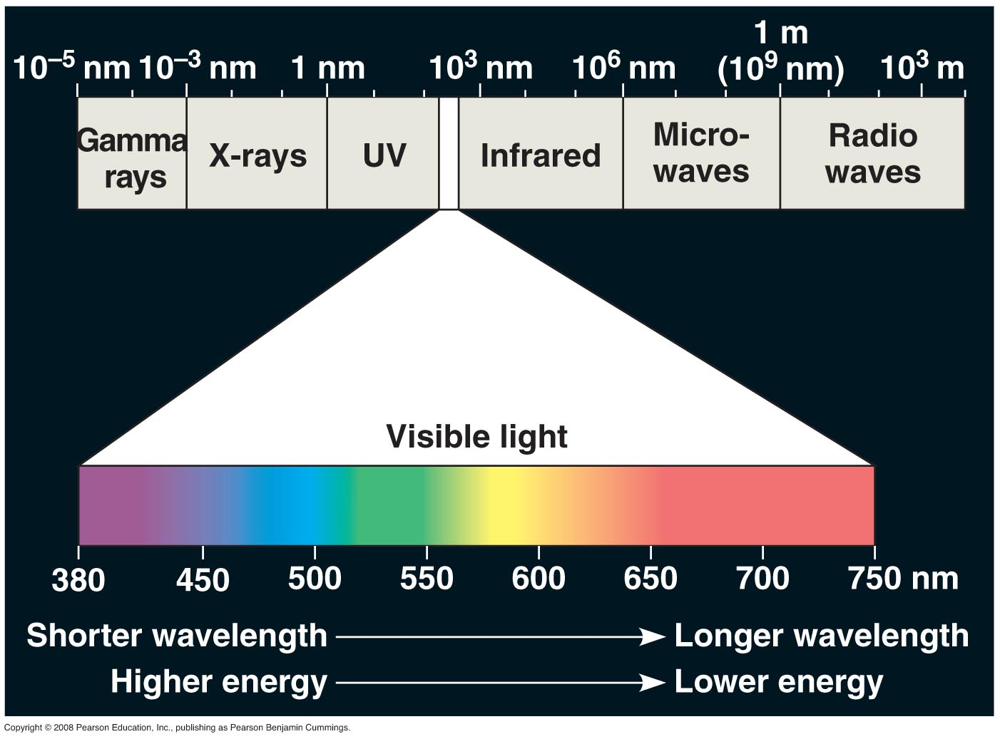 1 m
10⁻⁵ nm 10⁻³ nm 1 nm 10³ nm 10⁶ nm (10⁹ nm) 10³ m
Gamma rays
X-rays
UV
Infrared
Micro-
waves
Radio
waves
Visible light
380 450 500 550 600 650 700 750 nm
Shorter wavelength Longer wavelength
Higher energy Lower energy
Copyright © 2008 Pearson Education, Inc., publishing as Pearson Benjamin Cummings.